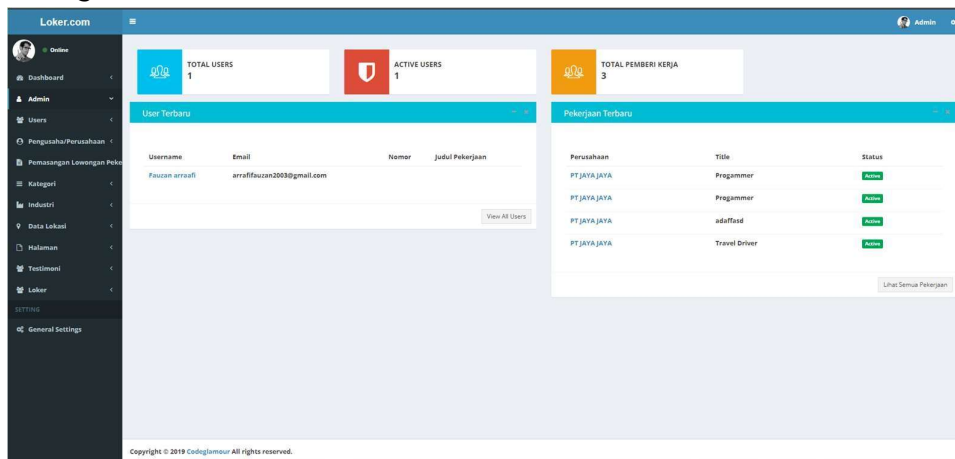 Loker.com
Admin
Online
Dashboard
Admin
Users
Pengusaha/Perusahaan
Pemasangan Lowongan Peke
Kategori
Industri
Data Lokasi
Halaman
Testimoni
Loker
SETTING
General Settings
TOTAL USERS
1
ACTIVE USERS
1
TOTAL PEMBERI KERJA
3
User Terbaru
Username Email Nomor Judul Pekerjaan
Fauzan arraafi arrafifauzan2003@gmail.com
View All Users
Pekerjaan Terbaru
Perusahaan Title Status
PT JAYA JAYA Progammer Active
PT JAYA JAYA Progammer Active
PT JAYA JAYA adaffasd Active
PT JAYA JAYA Travel Driver Active
Lihat Semua Pekerjaan
Copyright © 2019 Codeglamour All rights reserved.